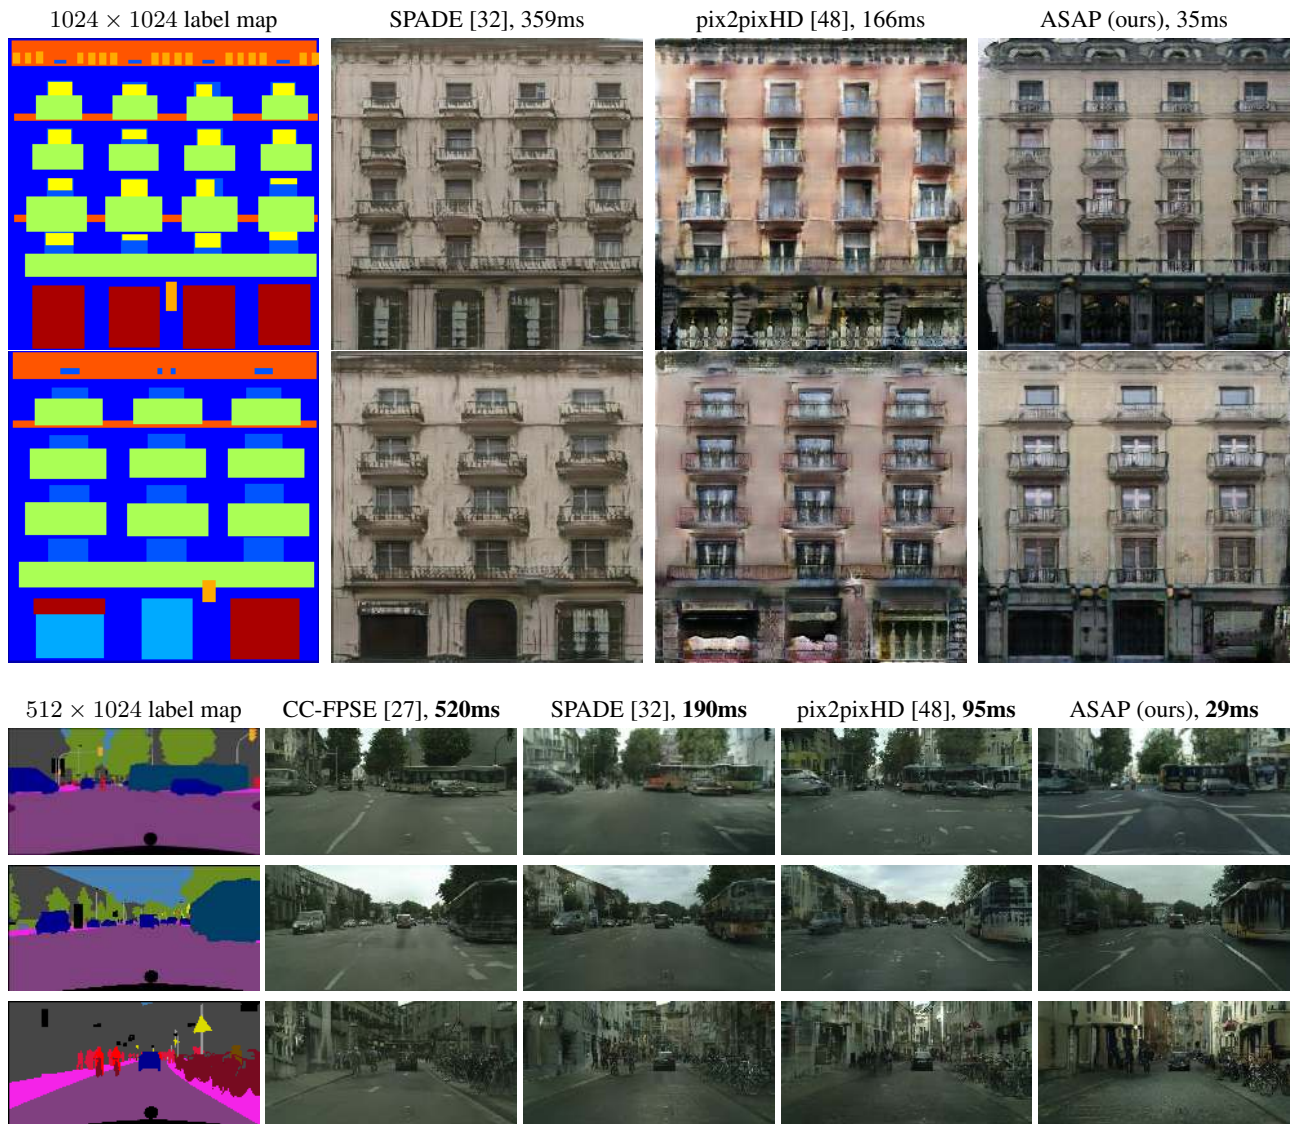 1024 × 1024 label map SPADE [32], 359ms pix2pixHD [48], 166ms ASAP (ours), 35ms
512 × 1024 label map CC-FPSE [27], 520ms SPADE [32], 190ms pix2pixHD [48], 95ms ASAP (ours), 29ms